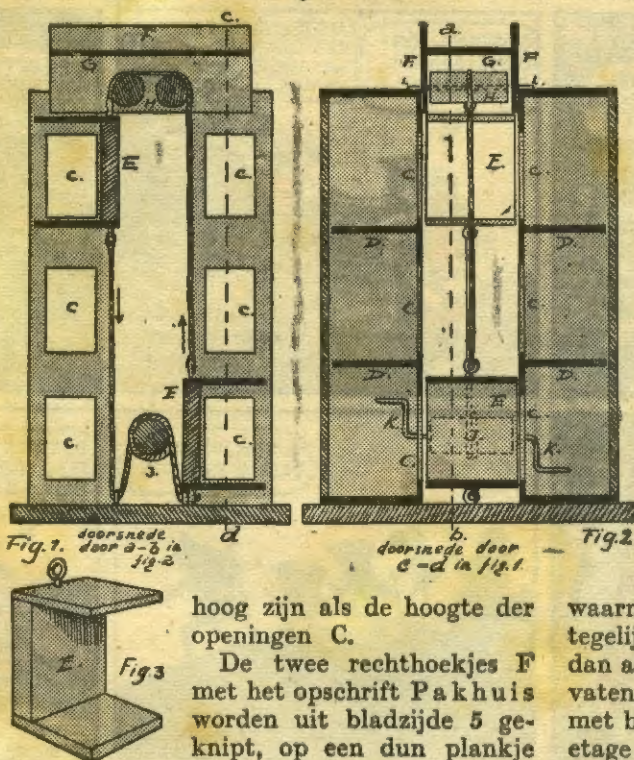 c.
F
G
H
E
c.
c.
c.
c.
E
c.
c.
J.
d
Fig. 1. doorsnede
door a-b in
fig-2
a.
F.
F
G.
E.
C
c.
D.
D.
C
c.
D.
D.
E
c.
K.
J.
K.
C.
b.
doorsnede door
c-d in fig. 1.
Fig. 2
E.
Fig 3
hoog zijn als de hoogte der
openingen C.
De twee rechthoekjes F
met het opschrift Pakhuis
worden uit bladzijde 5 ge-
knipt, op een dun plankje
waarn
tegelij
dan a
vaten
met b
etage